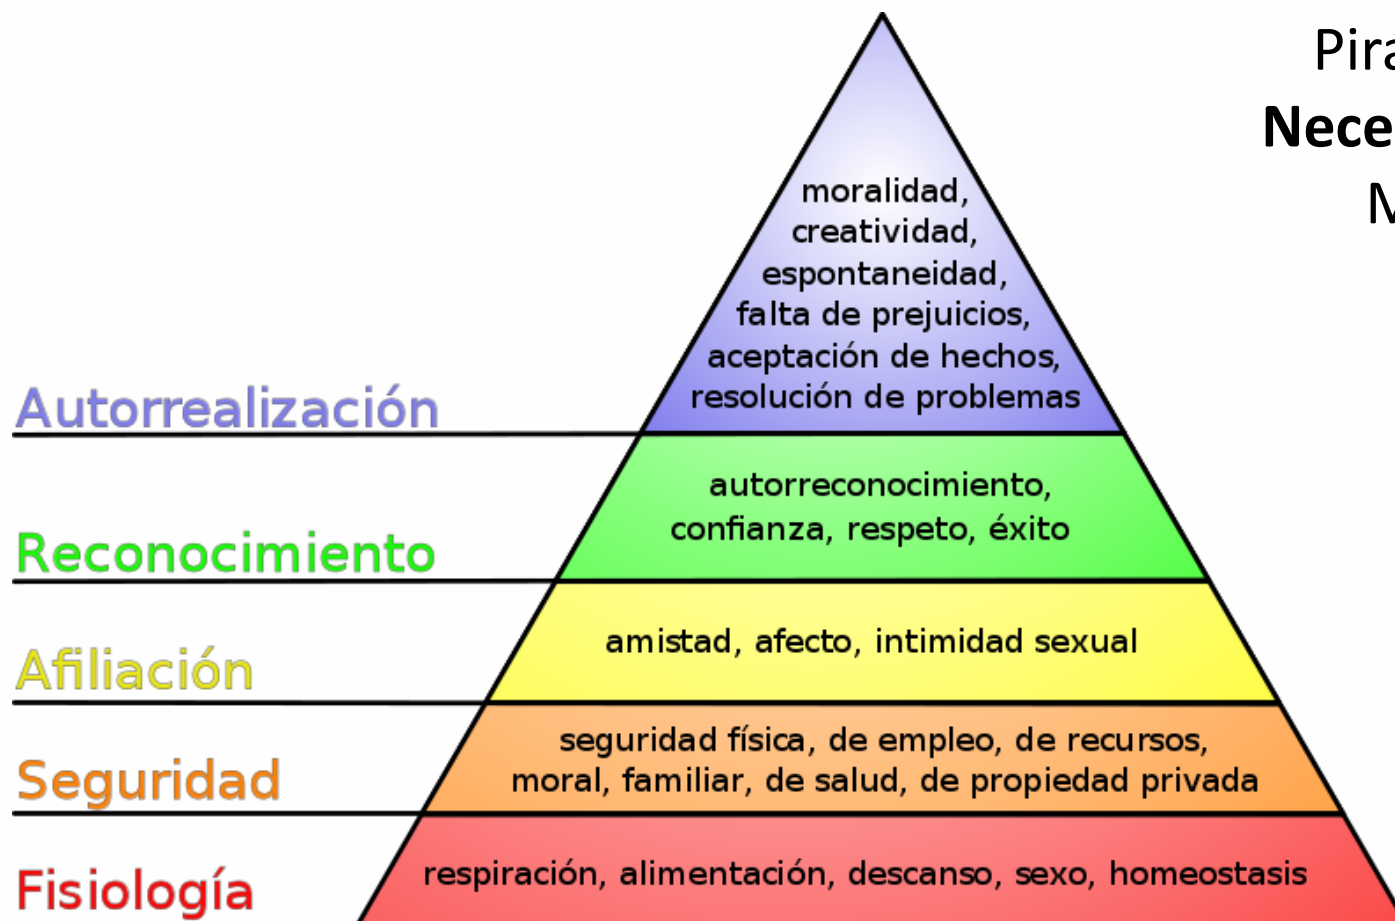 Pirá
Nece
M
moralidad,
creatividad,
espontaneidad,
falta de prejuicios,
aceptación de hechos,
resolución de problemas
Autorrealización
autorreconocimiento,
confianza, respeto, éxito
Reconocimiento
amistad, afecto, intimidad sexual
Afiliación
seguridad física, de empleo, de recursos,
moral, familiar, de salud, de propiedad privada
Seguridad
respiración, alimentación, descanso, sexo, homeostasis
Fisiología